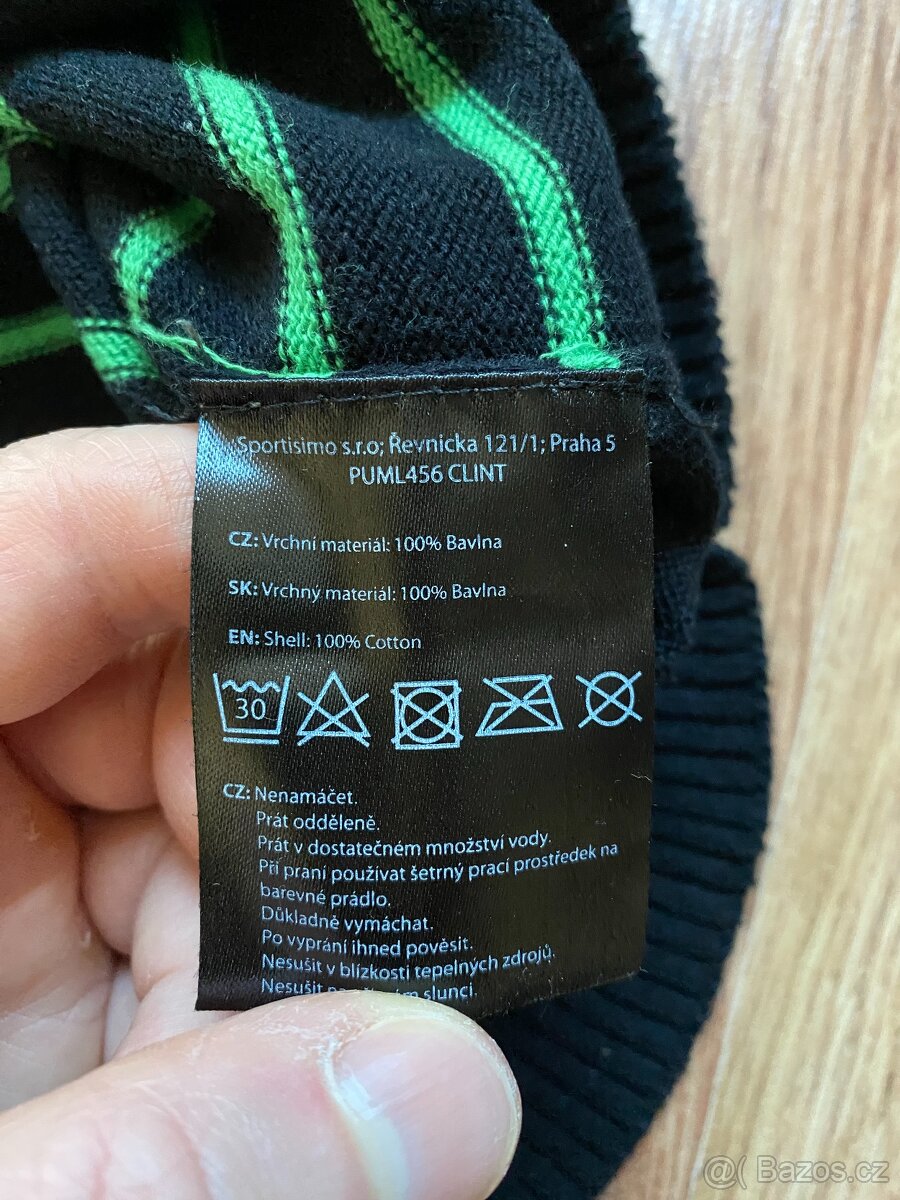 Sportisimo s.r.o; Řevnicka 121/1; Praha 5
PUML456 CLINT
CZ: Vrchní materiál: 100% Bavlna
SK: Vrchný materiál: 100% Bavlna
EN: Shell: 100% Cotton
30
CZ: Nenamáčet.
Prát odděleně.
Prát v dostatečném množství vody.
Při praní používat šetrný prací prostředek na
barevné prádlo.
Důkladně vymáchat.
Po vyprání ihned pověsit.
Nesušit v blízkosti tepelných zdrojů.
Nesušit slunci.
@( Bazos.cz